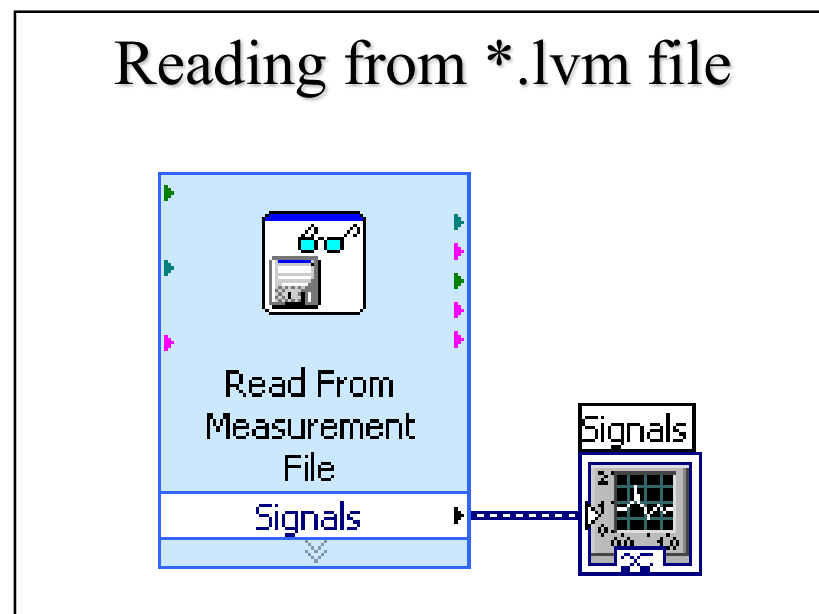 Reading from *.lvm file
Read From
Measurement
File
Signals
Signals